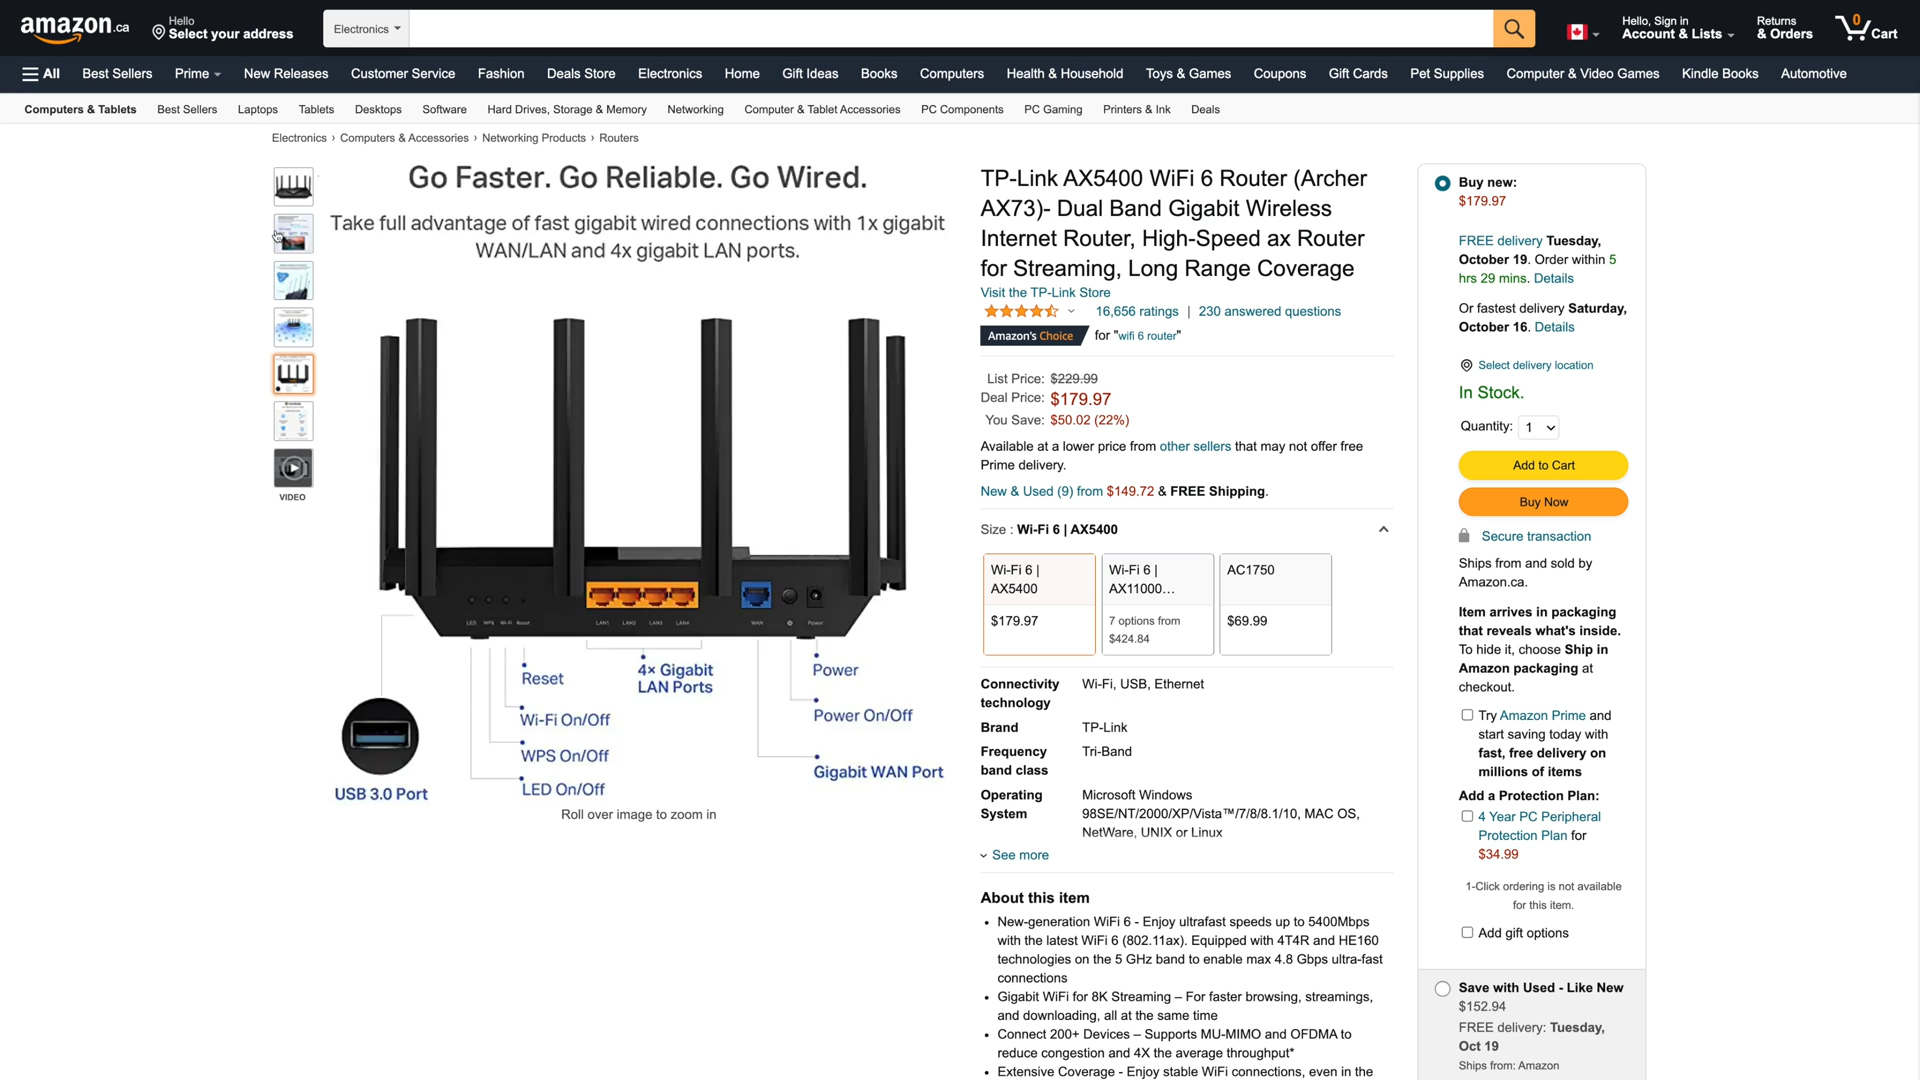 amazon.ca
Hello
Select your address
Electronics
Hello, Sign in
Account & Lists
Returns
& Orders
0
Cart
All
Best Sellers
Prime
New Releases
Customer Service
Fashion
Deals Store
Electronics
Home
Gift Ideas
Books
Computers
Health & Household
Toys & Games
Coupons
Gift Cards
Pet Supplies
Computer & Video Games
Kindle Books
Automotive
Computers & Tablets
Best Sellers
Laptops
Tablets
Desktops
Software
Hard Drives, Storage & Memory
Networking
Computer & Tablet Accessories
PC Components
PC Gaming
Printers & Ink
Deals
Electronics › Computers & Accessories › Networking Products › Routers
VIDEO
Go Faster. Go Reliable. Go Wired.
Take full advantage of fast gigabit wired connections with 1x gigabit
WAN/LAN and 4x gigabit LAN ports.
LED WPS Wi-Fi Reset LAN1 LAN2 LAN3 LAN4 WAN Power
Reset
4× Gigabit
LAN Ports
Power
Wi-Fi On/Off
Power On/Off
WPS On/Off
Gigabit WAN Port
LED On/Off
USB 3.0 Port
Roll over image to zoom in
TP-Link AX5400 WiFi 6 Router (Archer
AX73)- Dual Band Gigabit Wireless
Internet Router, High-Speed ax Router
for Streaming, Long Range Coverage
Visit the TP-Link Store
16,656 ratings | 230 answered questions
Amazon's Choice for "wifi 6 router"
List Price: $229.99
Deal Price: $179.97
You Save: $50.02 (22%)
Available at a lower price from other sellers that may not offer free
Prime delivery.
New & Used (9) from $149.72 & FREE Shipping.
Size : Wi-Fi 6 | AX5400
Wi-Fi 6 |
AX5400
$179.97
Wi-Fi 6 |
AX11000…
7 options from
$424.84
AC1750
$69.99
Connectivity
technology
Wi-Fi, USB, Ethernet
Brand
TP-Link
Frequency
band class
Tri-Band
Operating
System
Microsoft Windows
98SE/NT/2000/XP/Vista™/7/8/8.1/10, MAC OS,
NetWare, UNIX or Linux
See more
About this item
• New-generation WiFi 6 - Enjoy ultrafast speeds up to 5400Mbps
with the latest WiFi 6 (802.11ax). Equipped with 4T4R and HE160
technologies on the 5 GHz band to enable max 4.8 Gbps ultra-fast
connections
• Gigabit WiFi for 8K Streaming – For faster browsing, streamings,
and downloading, all at the same time
• Connect 200+ Devices – Supports MU-MIMO and OFDMA to
reduce congestion and 4X the average throughput*
• Extensive Coverage - Enjoy stable WiFi connections, even in the
Buy new:
$179.97
FREE delivery Tuesday,
October 19. Order within 5
hrs 29 mins. Details
Or fastest delivery Saturday,
October 16. Details
Select delivery location
In Stock.
Quantity: 1
Add to Cart
Buy Now
Secure transaction
Ships from and sold by
Amazon.ca.
Item arrives in packaging
that reveals what's inside.
To hide it, choose Ship in
Amazon packaging at
checkout.
Try Amazon Prime and
start saving today with
fast, free delivery on
millions of items
Add a Protection Plan:
4 Year PC Peripheral
Protection Plan for
$34.99
1-Click ordering is not available
for this item.
Add gift options
Save with Used - Like New
$152.94
FREE delivery: Tuesday,
Oct 19
Ships from: Amazon